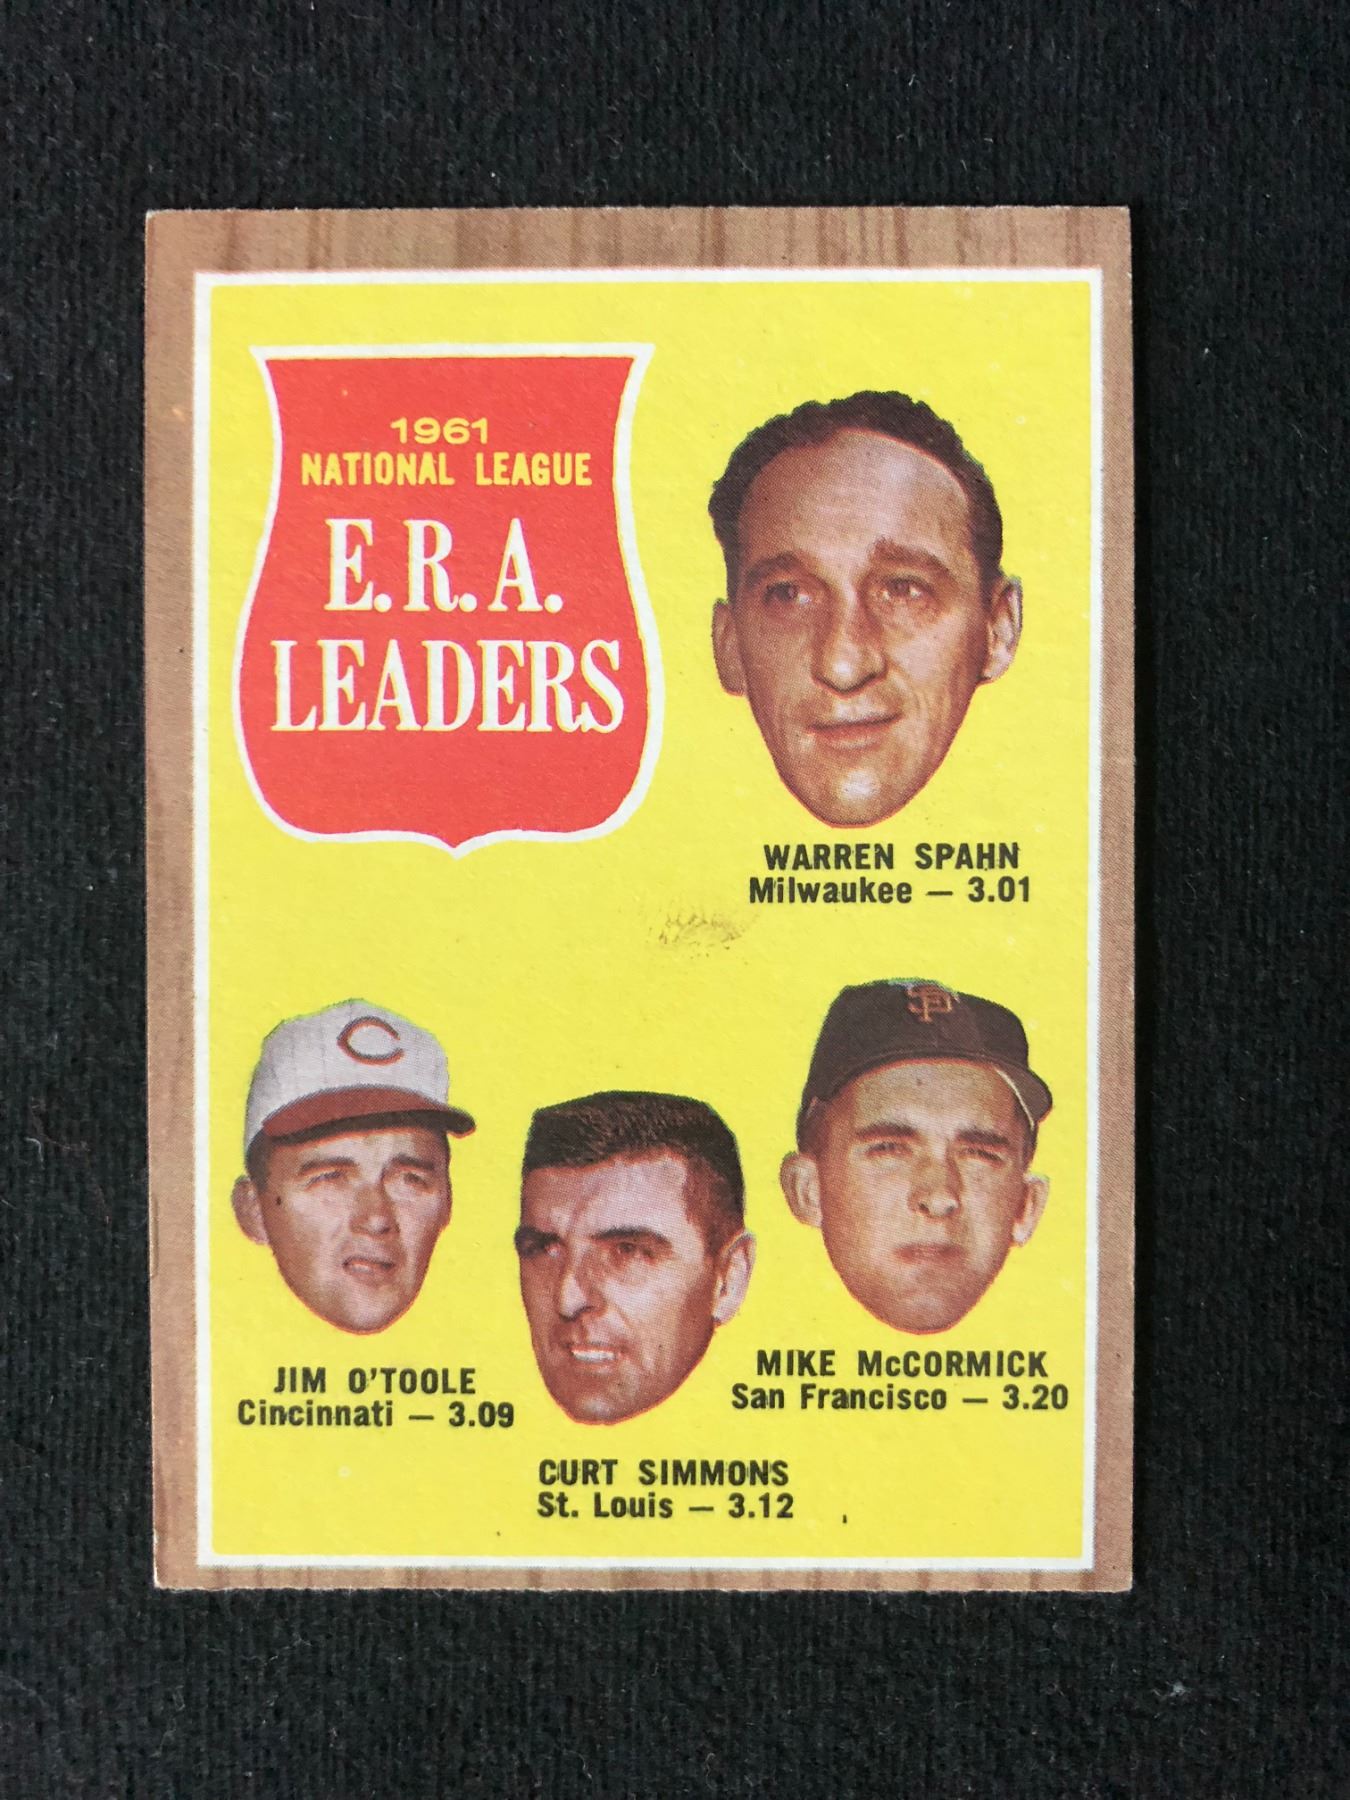 1961
NATIONAL LEAGUE
E.R.A.
LEADERS
WARREN SPAHN
Milwaukee — 3.01
C
SF
JIM O'TOOLE
Cincinnati — 3.09
MIKE McCORMICK
San Francisco — 3.20
CURT SIMMONS
St. Louis — 3.12